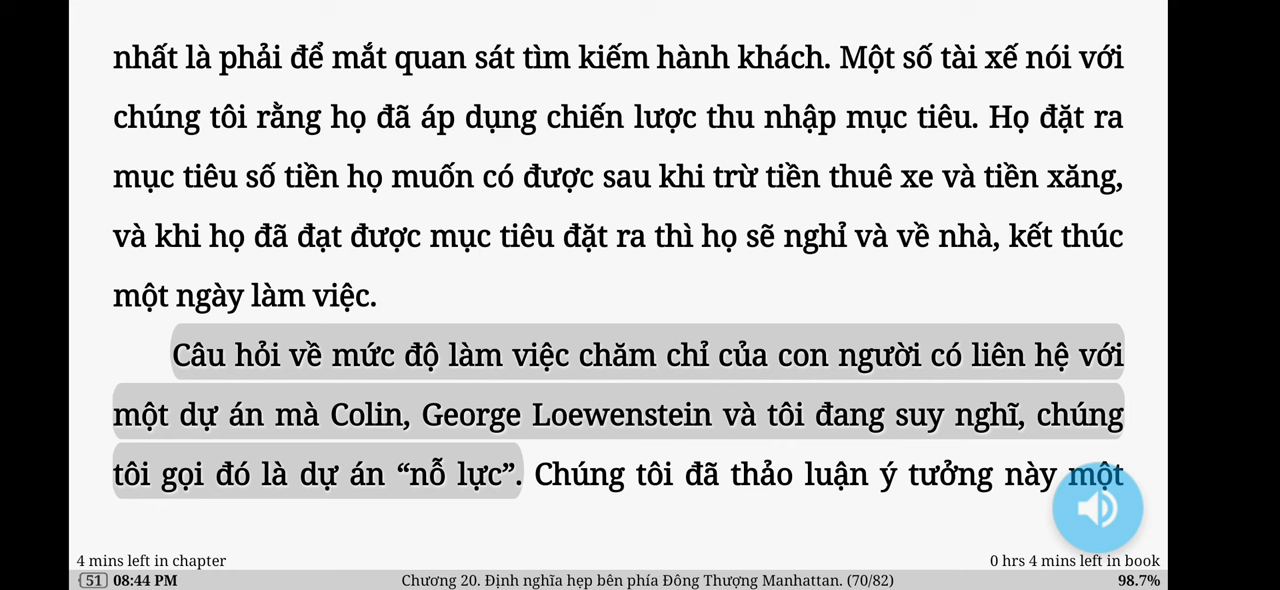 nhất là phải để mắt quan sát tìm kiếm hành khách. Một số tài xế nói với
chúng tôi rằng họ đã áp dụng chiến lược thu nhập mục tiêu. Họ đặt ra
mục tiêu số tiền họ muốn có được sau khi trừ tiền thuê xe và tiền xăng,
và khi họ đã đạt được mục tiêu đặt ra thì họ sẽ nghỉ và về nhà, kết thúc
một ngày làm việc.
Câu hỏi về mức độ làm việc chăm chỉ của con người có liên hệ với
một dự án mà Colin, George Loewenstein và tôi đang suy nghĩ, chúng
tôi gọi đó là dự án “nỗ lực”. Chúng tôi đã thảo luận ý tưởng này một
4 mins left in chapter
0 hrs 4 mins left in book
51 08:44 PM
Chương 20. Định nghĩa hẹp bên phía Đông Thượng Manhattan. (70/82)
98.7%